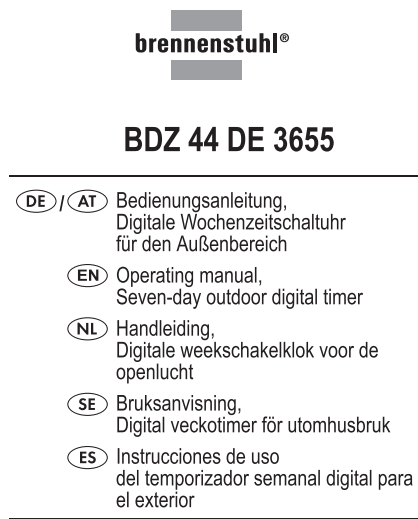 brennenstuhl®
BDZ 44 DE 3655
DE / AT Bedienungsanleitung,
Digitale Wochenzeitschaltuhr
für den Außenbereich
EN Operating manual,
Seven-day outdoor digital timer
NL Handleiding,
Digitale weekschakelklok voor de
openlucht
SE Bruksanvisning,
Digital veckotimer för utomhusbruk
ES Instrucciones de uso
del temporizador semanal digital para
el exterior